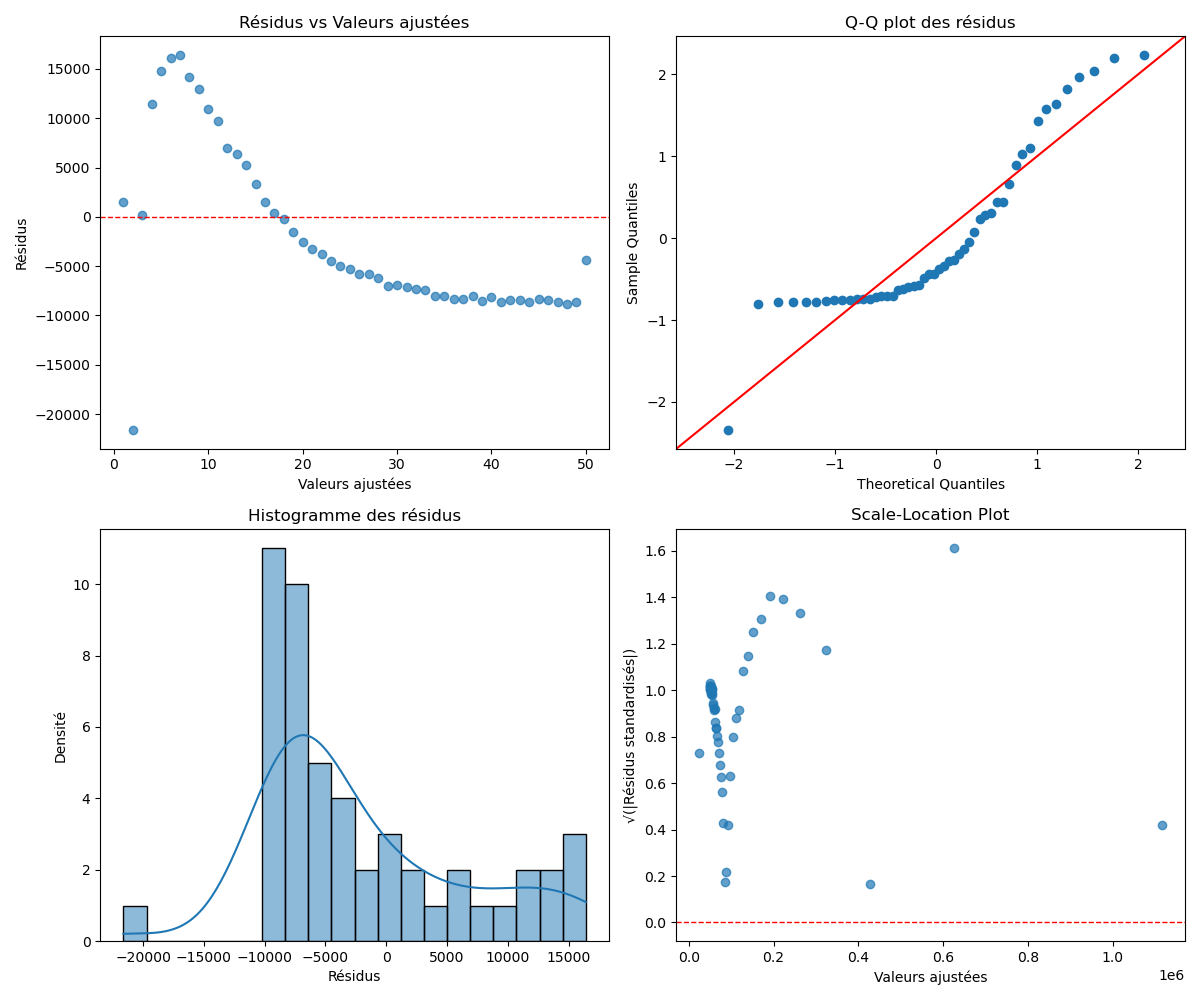 Résidus vs Valeurs ajustées
Résidus
15000
10000
5000
0
−5000
−10000
−15000
−20000
0 10 20 30 40 50
Valeurs ajustées
Q-Q plot des résidus
Sample Quantiles
2
1
0
−1
−2
−2 −1 0 1 2
Theoretical Quantiles
Histogramme des résidus
Densité
10
8
6
4
2
0
−20000 −15000 −10000 −5000 0 5000 10000 15000
Résidus
Scale-Location Plot
√(|Résidus standardisés|)
1.6
1.4
1.2
1.0
0.8
0.6
0.4
0.2
0.0
0.0 0.2 0.4 0.6 0.8 1.0
1e6
Valeurs ajustées